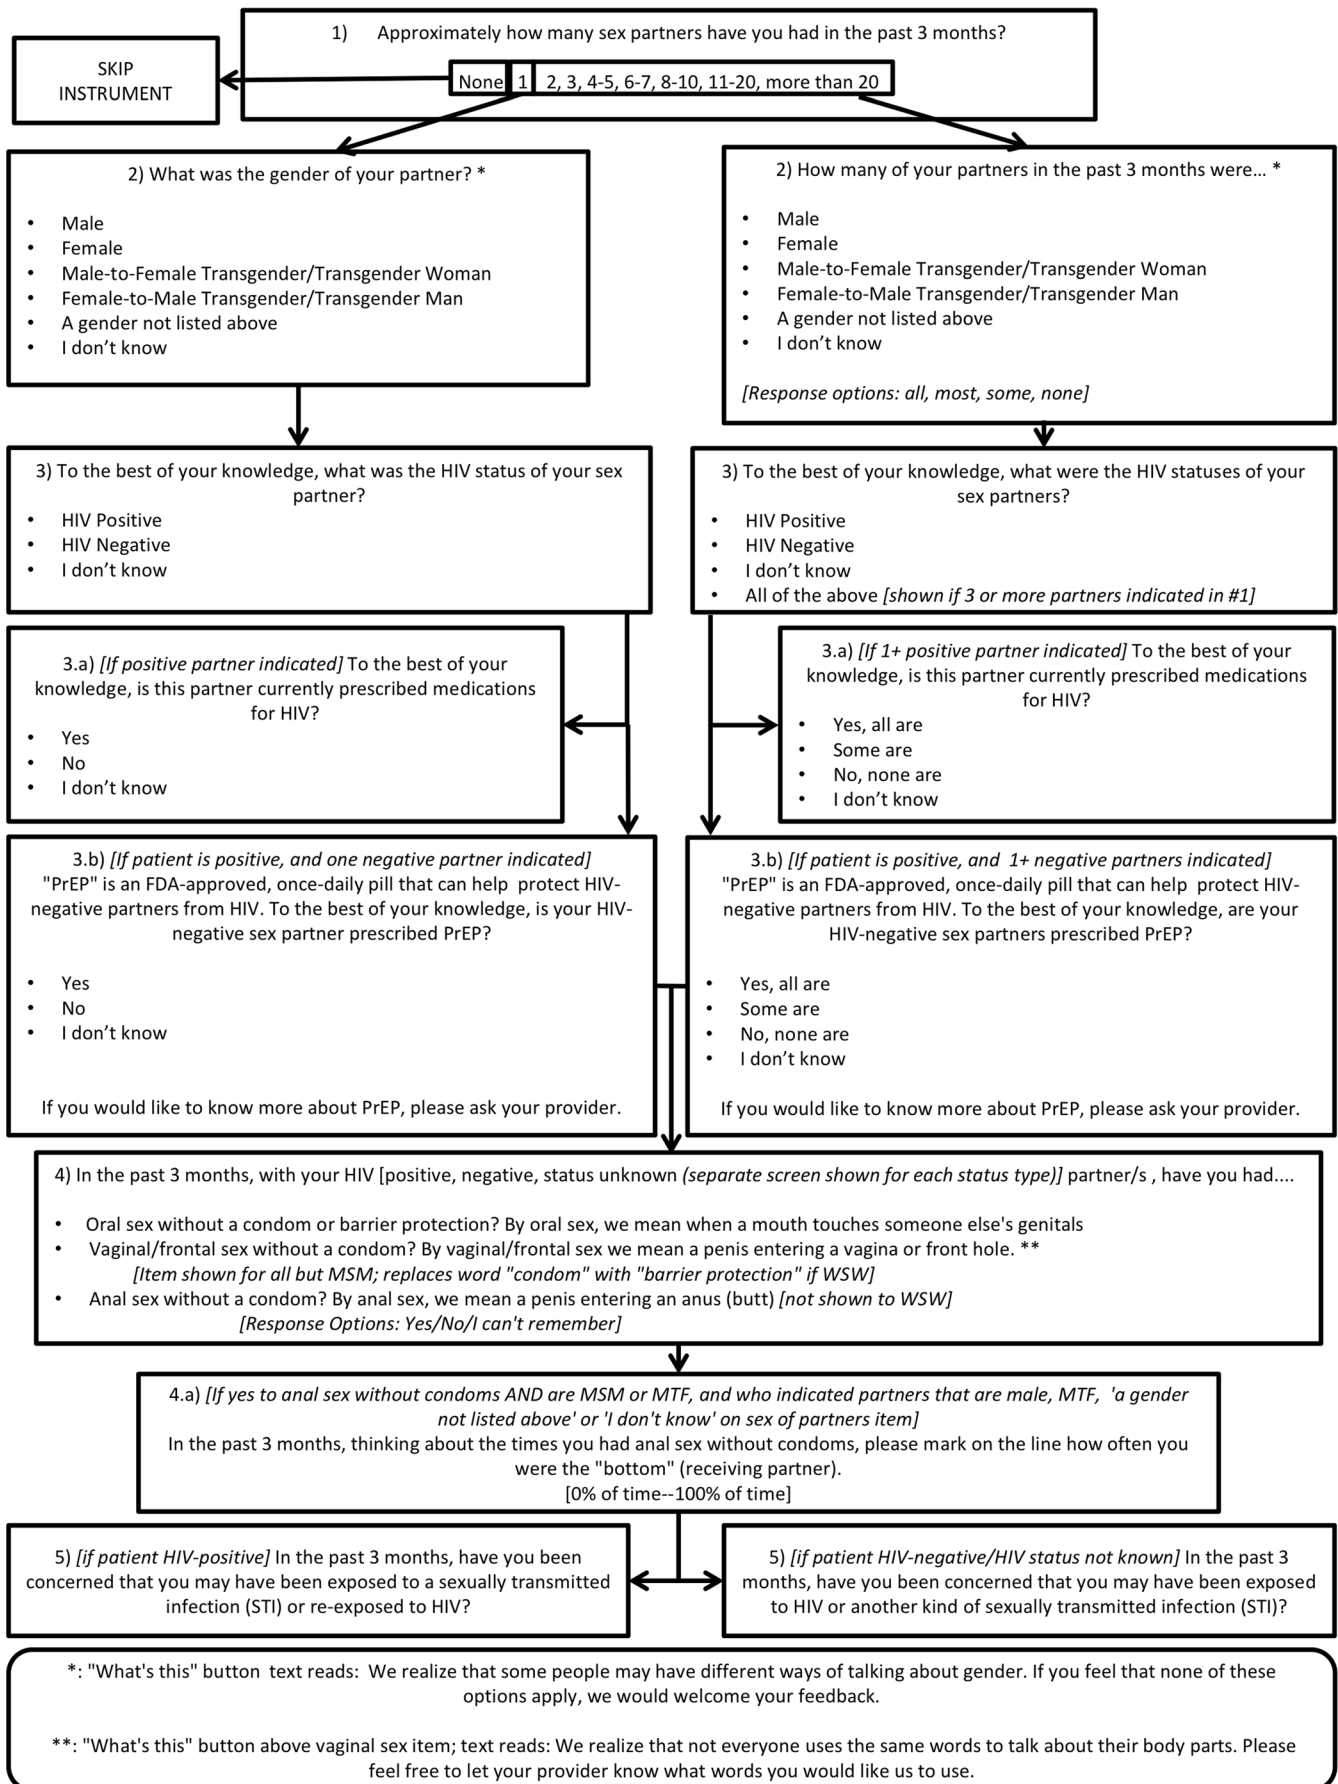 1) Approximately how many sex partners have you had in the past 3 months?
SKIP
INSTRUMENT
None 1 2, 3, 4-5, 6-7, 8-10, 11-20, more than 20
2) What was the gender of your partner? *
• Male
• Female
• Male-to-Female Transgender/Transgender Woman
• Female-to-Male Transgender/Transgender Man
• A gender not listed above
• I don't know
2) How many of your partners in the past 3 months were... *
• Male
• Female
• Male-to-Female Transgender/Transgender Woman
• Female-to-Male Transgender/Transgender Man
• A gender not listed above
• I don't know
[Response options: all, most, some, none]
3) To the best of your knowledge, what was the HIV status of your sex
partner?
• HIV Positive
• HIV Negative
• I don't know
3) To the best of your knowledge, what were the HIV statuses of your
sex partners?
• HIV Positive
• HIV Negative
• I don't know
• All of the above [shown if 3 or more partners indicated in #1]
3.a) [If positive partner indicated] To the best of your
knowledge, is this partner currently prescribed medications
for HIV?
• Yes
• No
• I don't know
3.a) [If 1+ positive partner indicated] To the best of your
knowledge, is this partner currently prescribed medications
for HIV?
• Yes, all are
• Some are
• No, none are
• I don't know
3.b) [If patient is positive, and one negative partner indicated]
"PrEP" is an FDA-approved, once-daily pill that can help protect HIV-
negative partners from HIV. To the best of your knowledge, is your HIV-
negative sex partner prescribed PrEP?
• Yes
• No
• I don't know
If you would like to know more about PrEP, please ask your provider.
3.b) [If patient is positive, and 1+ negative partners indicated]
"PrEP" is an FDA-approved, once-daily pill that can help protect HIV-
negative partners from HIV. To the best of your knowledge, are your
HIV-negative sex partners prescribed PrEP?
• Yes, all are
• Some are
• No, none are
• I don't know
If you would like to know more about PrEP, please ask your provider.
4) In the past 3 months, with your HIV [positive, negative, status unknown (separate screen shown for each status type)] partner/s , have you had....
• Oral sex without a condom or barrier protection? By oral sex, we mean when a mouth touches someone else's genitals
• Vaginal/frontal sex without a condom? By vaginal/frontal sex we mean a penis entering a vagina or front hole. **
[Item shown for all but MSM; replaces word "condom" with "barrier protection" if WSW]
• Anal sex without a condom? By anal sex, we mean a penis entering an anus (butt) [not shown to WSW]
[Response Options: Yes/No/I can't remember]
4.a) [If yes to anal sex without condoms AND are MSM or MTF, and who indicated partners that are male, MTF, 'a gender
not listed above' or 'I don't know' on sex of partners item]
In the past 3 months, thinking about the times you had anal sex without condoms, please mark on the line how often you
were the "bottom" (receiving partner).
[0% of time--100% of time]
5) [if patient HIV-positive] In the past 3 months, have you been
concerned that you may have been exposed to a sexually transmitted
infection (STI) or re-exposed to HIV?
5) [if patient HIV-negative/HIV status not known] In the past 3
months, have you been concerned that you may have been exposed
to HIV or another kind of sexually transmitted infection (STI)?
*: "What's this" button text reads: We realize that some people may have different ways of talking about gender. If you feel that none of these
options apply, we would welcome your feedback.
**: "What's this" button above vaginal sex item; text reads: We realize that not everyone uses the same words to talk about their body parts. Please
feel free to let your provider know what words you would like us to use.